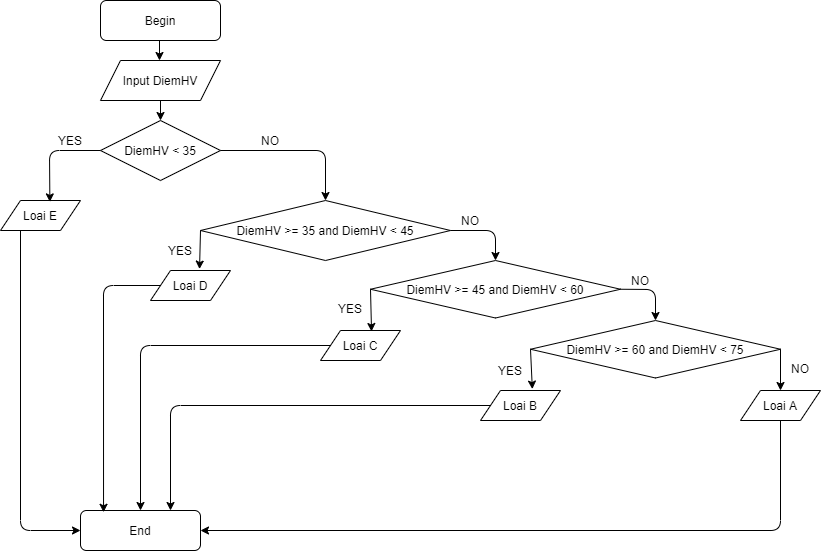 Begin
Input DiemHV
DiemHV < 35
YES
NO
Loai E
DiemHV >= 35 and DiemHV < 45
YES
NO
Loai D
DiemHV >= 45 and DiemHV < 60
YES
NO
Loai C
DiemHV >= 60 and DiemHV < 75
YES
NO
Loai B
Loai A
End